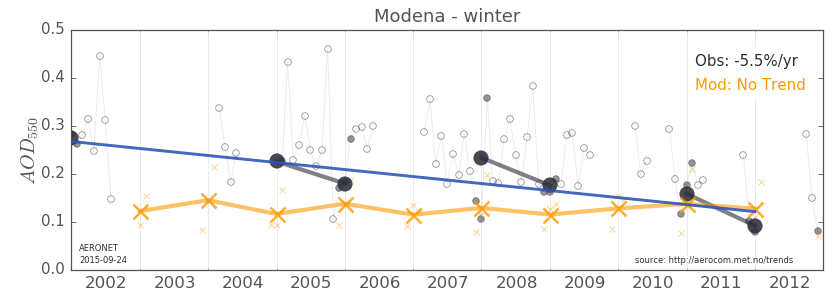 Modena - winter
0.5
0.4
0.3
0.2
0.1
0.0
AOD550
Obs: -5.5%/yr
Mod: No Trend
AERONET
2015-09-24
source: http://aerocom.met.no/trends
2002 2003 2004 2005 2006 2007 2008 2009 2010 2011 2012